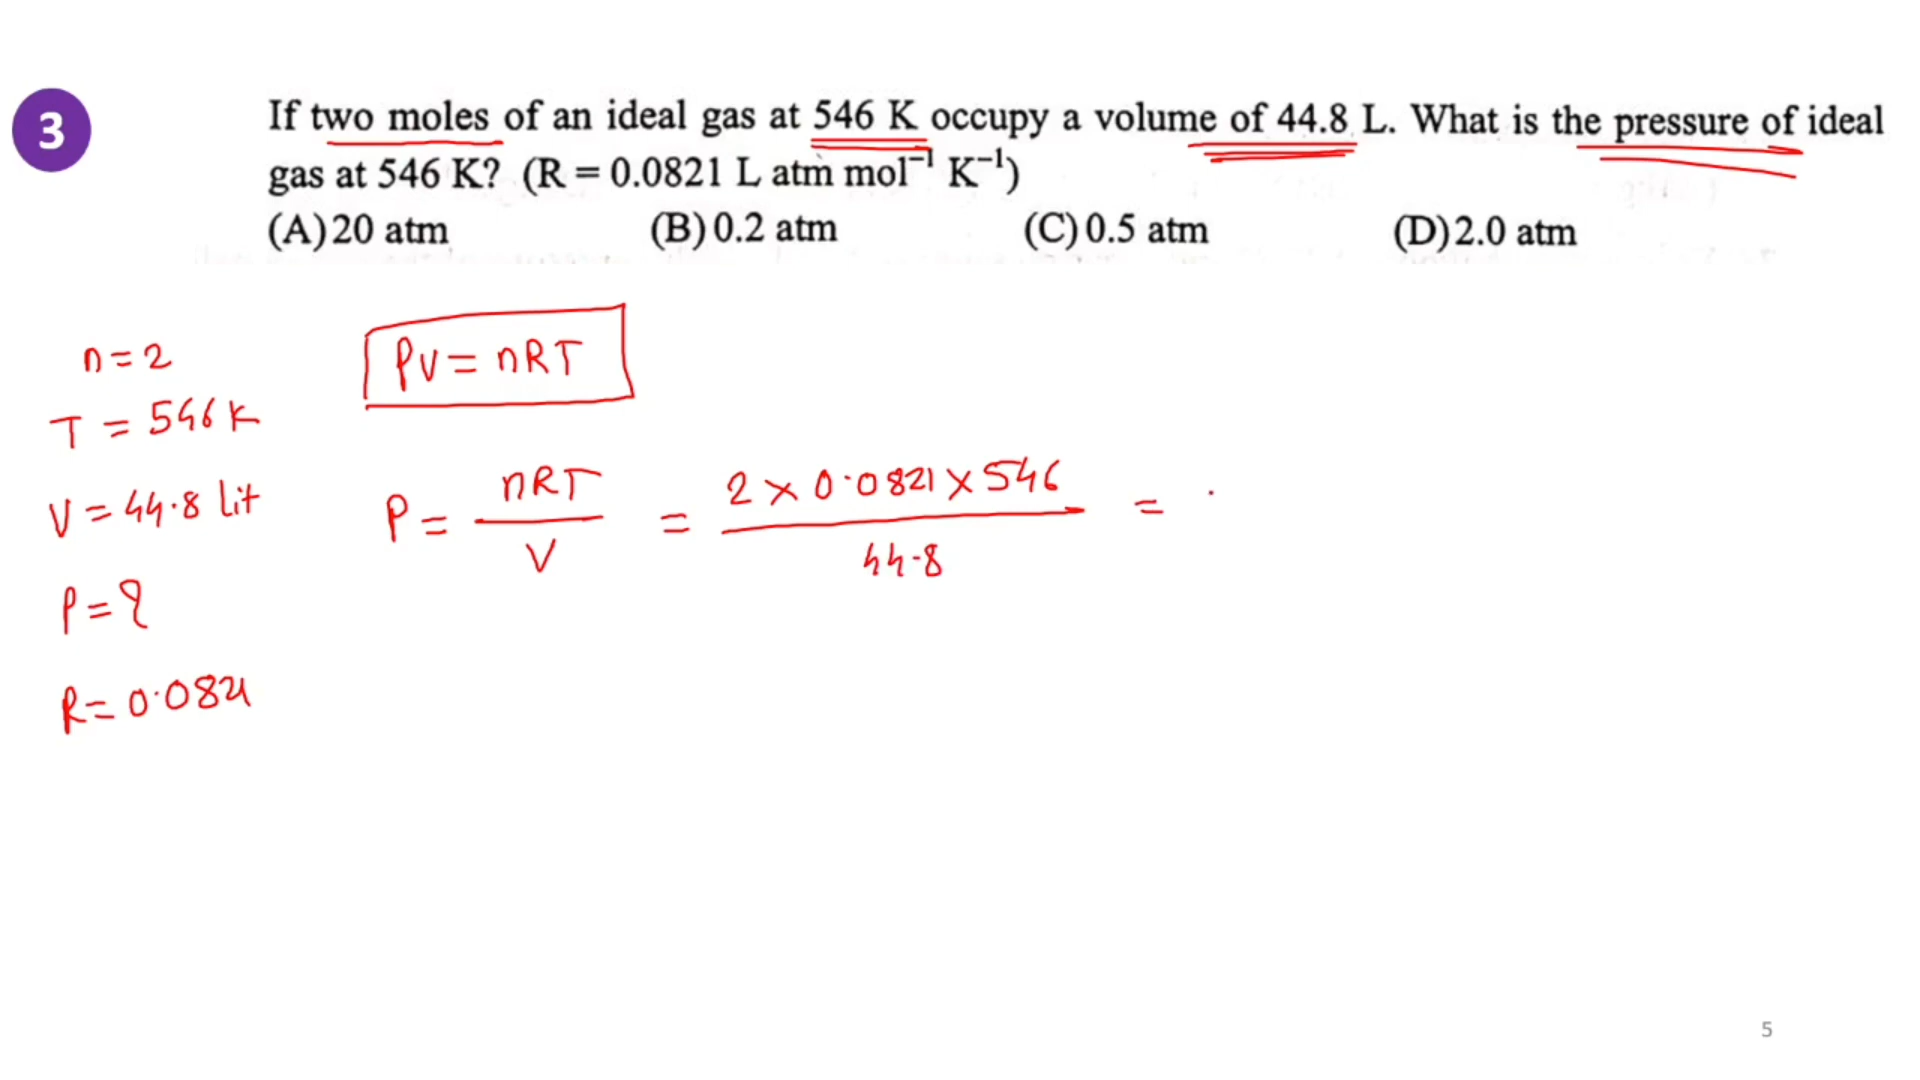 3
If two moles of an ideal gas at 546 K occupy a volume of 44.8 L. What is the pressure of ideal
gas at 546 K? (R = 0.0821 L atm mol⁻¹ K⁻¹)
(A) 20 atm (B) 0.2 atm (C) 0.5 atm (D) 2.0 atm
n = 2
T = 546 K
V = 44.8 lit
P = ?
R = 0.0821
PV = nRT
P = nRT / V = 2 × 0.0821 × 546 / 44.8 =
5